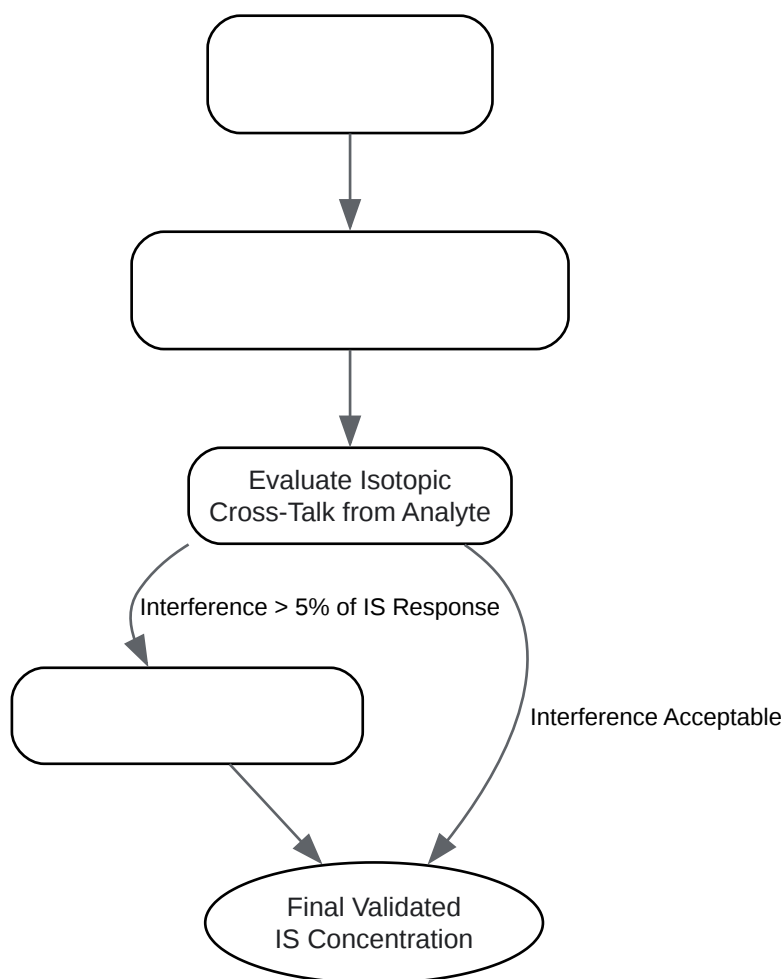 Evaluate Isotopic
Cross-Talk from Analyte
Interference > 5% of IS Response
Interference Acceptable
Final Validated
IS Concentration